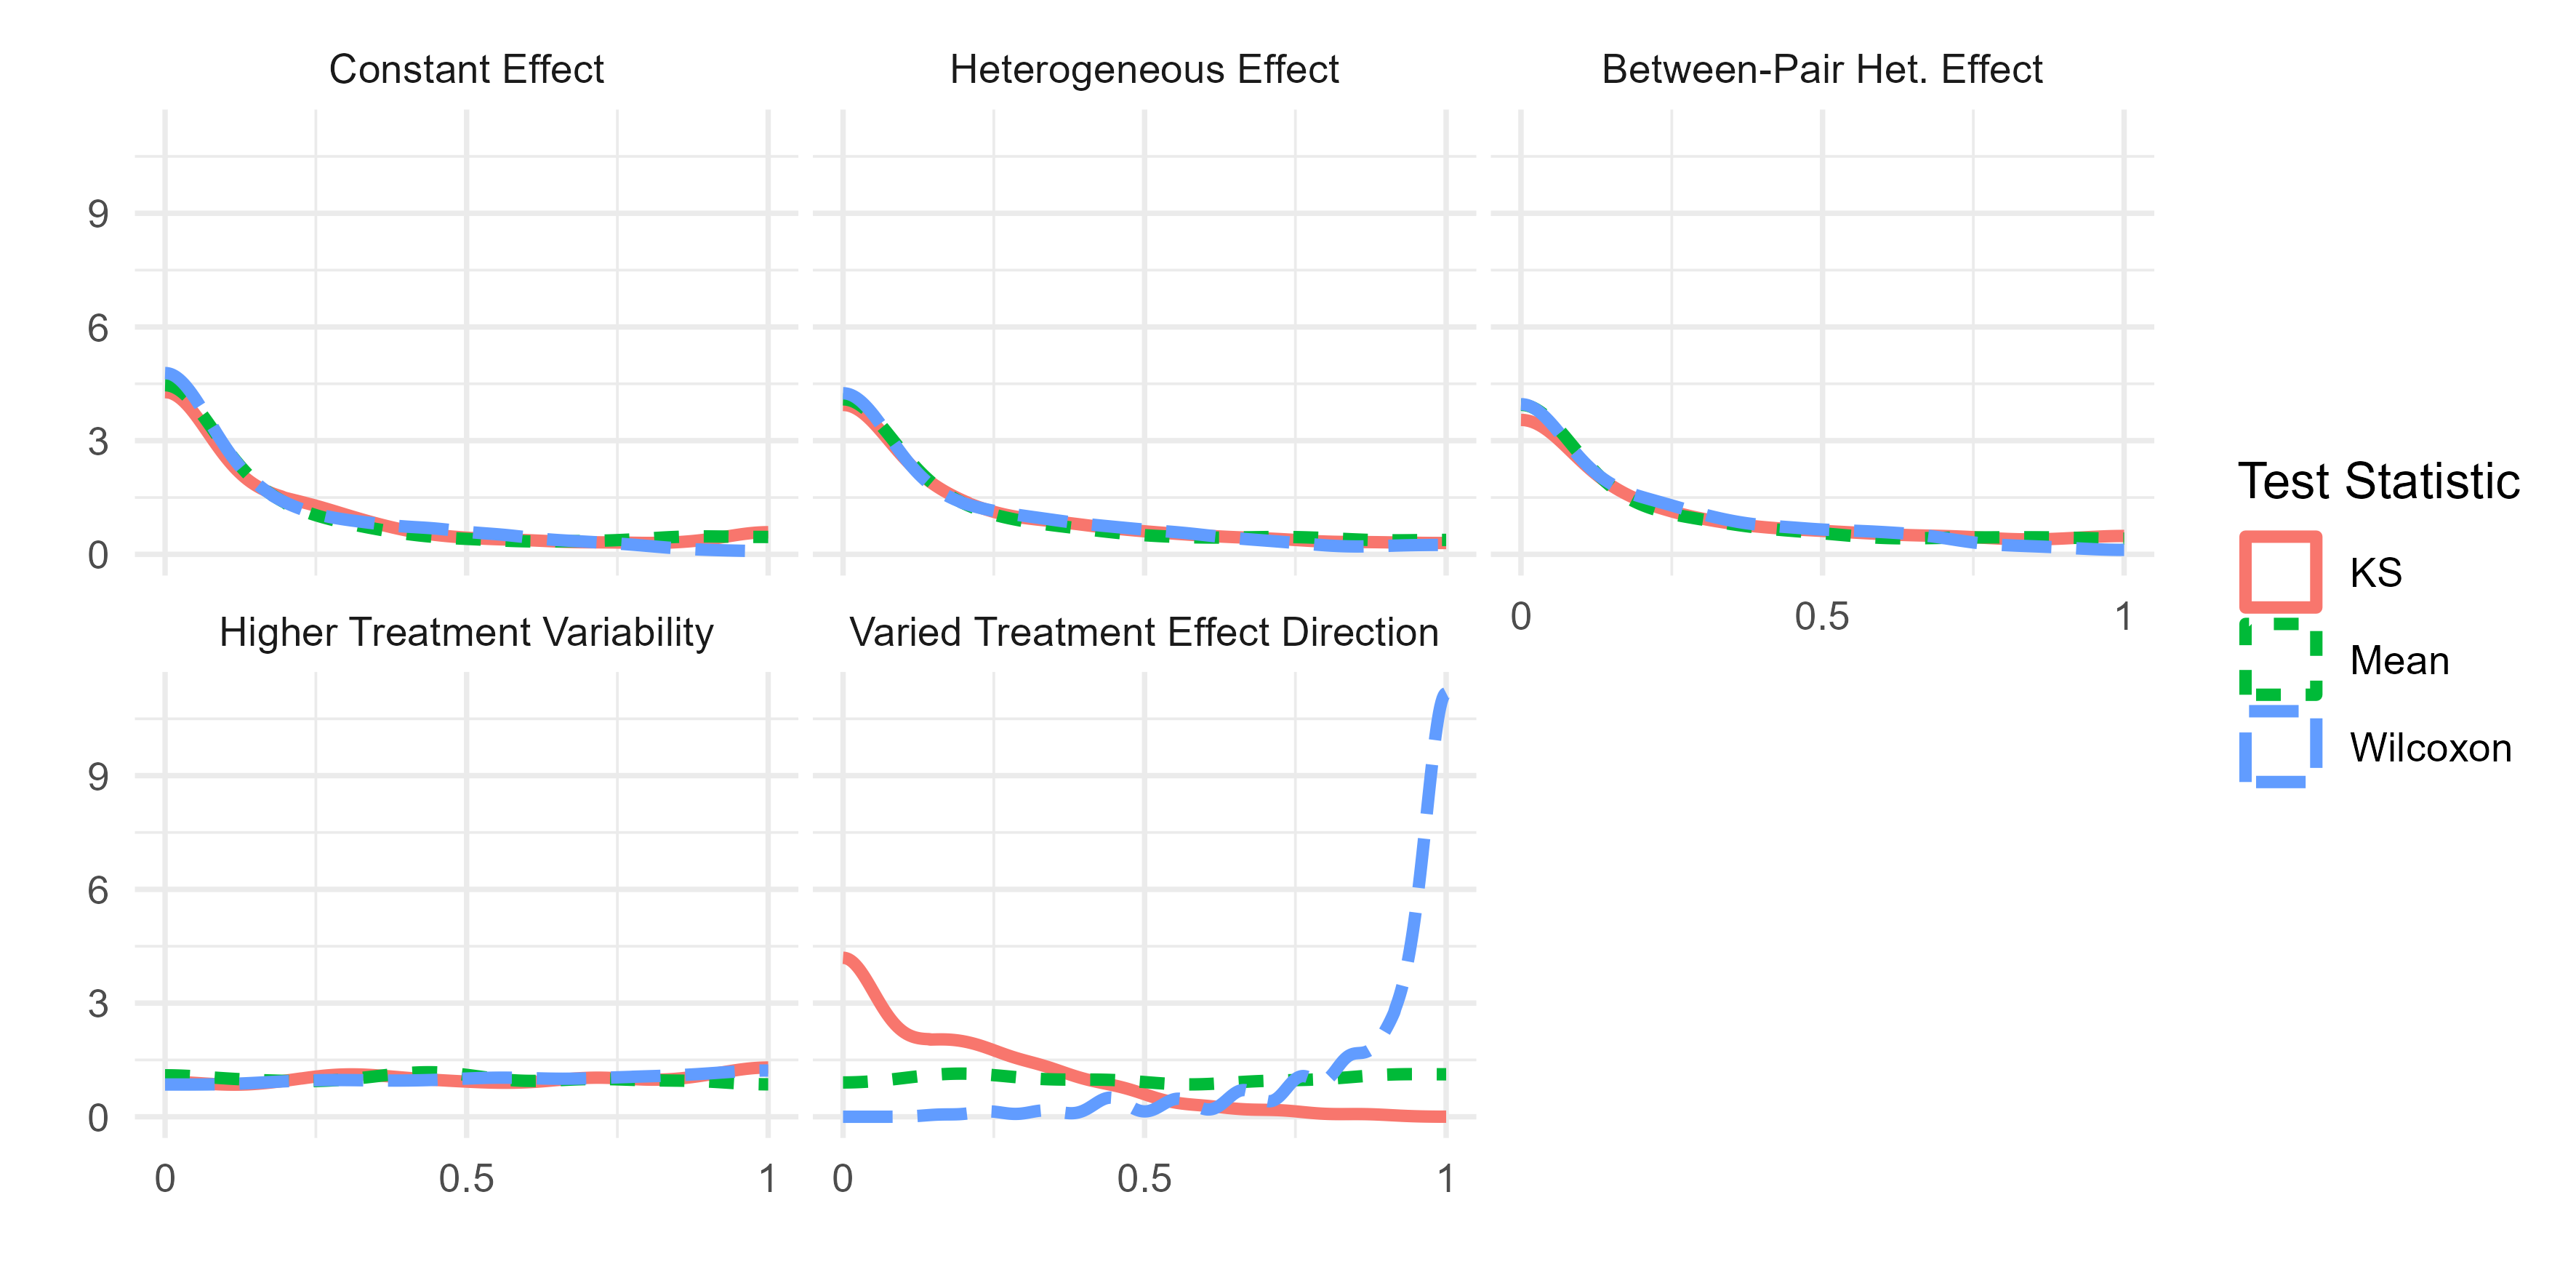 Constant Effect
Heterogeneous Effect
Between-Pair Het. Effect
9
6
3
0
0 0.5 1
Higher Treatment Variability
Varied Treatment Effect Direction
9
6
3
0
0 0.5 1
0 0.5 1
Test Statistic
KS
Mean
Wilcoxon